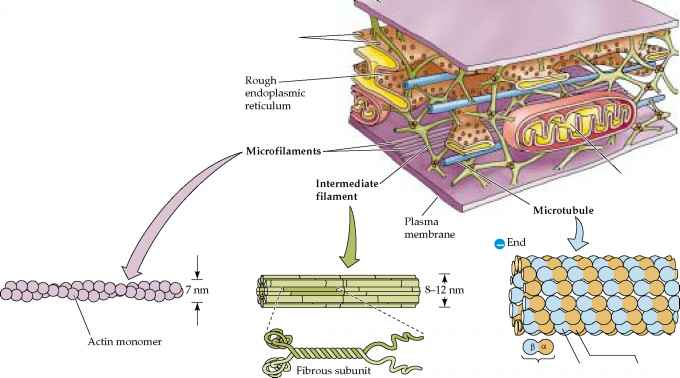 Rough
endoplasmic
reticulum
Microfilaments
Intermediate
filament
Plasma
membrane
Microtubule
− End
7 nm
8–12 nm
Actin monomer
Fibrous subunit
β α